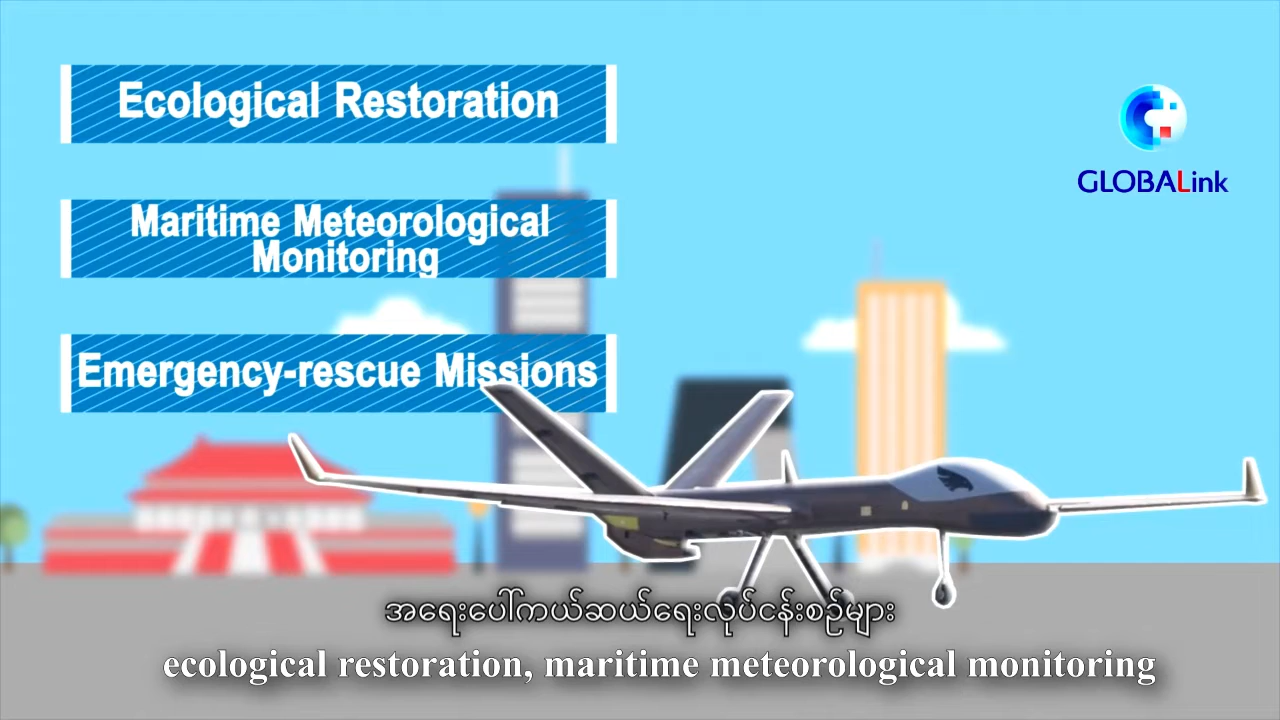 Ecological Restoration
GLOBALink
Maritime Meteorological
Monitoring
Emergency-rescue Missions
အရေးပေါ်ကယ်ဆယ်ရေးလုပ်ငန်းစဉ်များ
ecological restoration, maritime meteorological monitoring